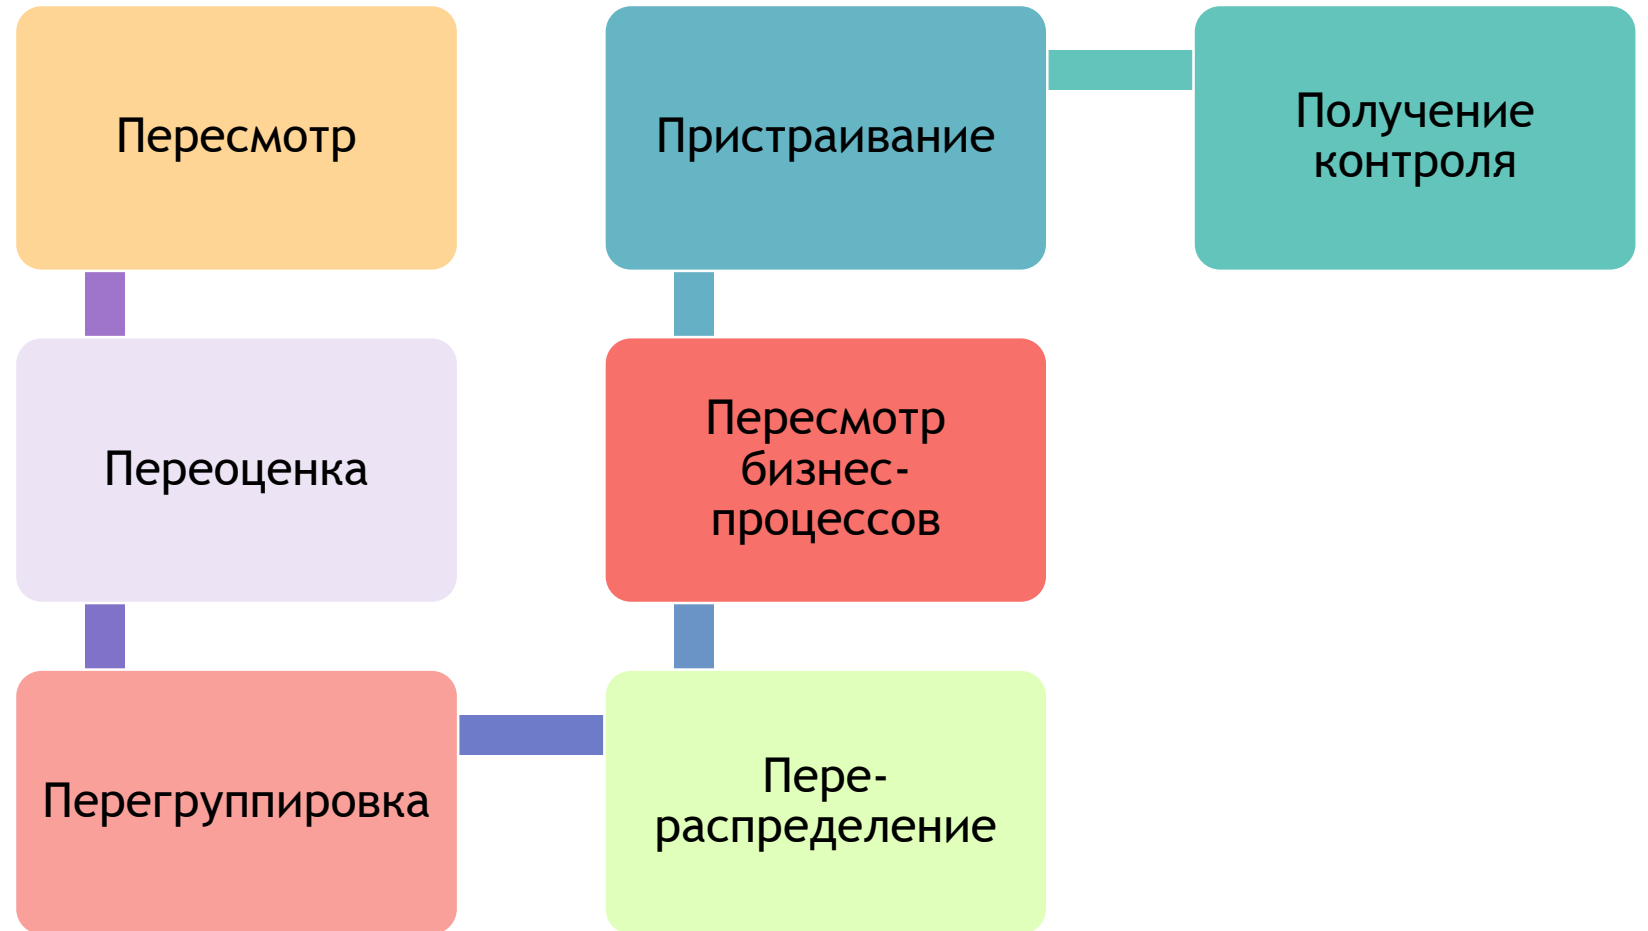 Пересмотр
Переоценка
Перегруппировка
Пере-
распределение
Пересмотр
бизнес-
процессов
Пристраивание
Получение
контроля